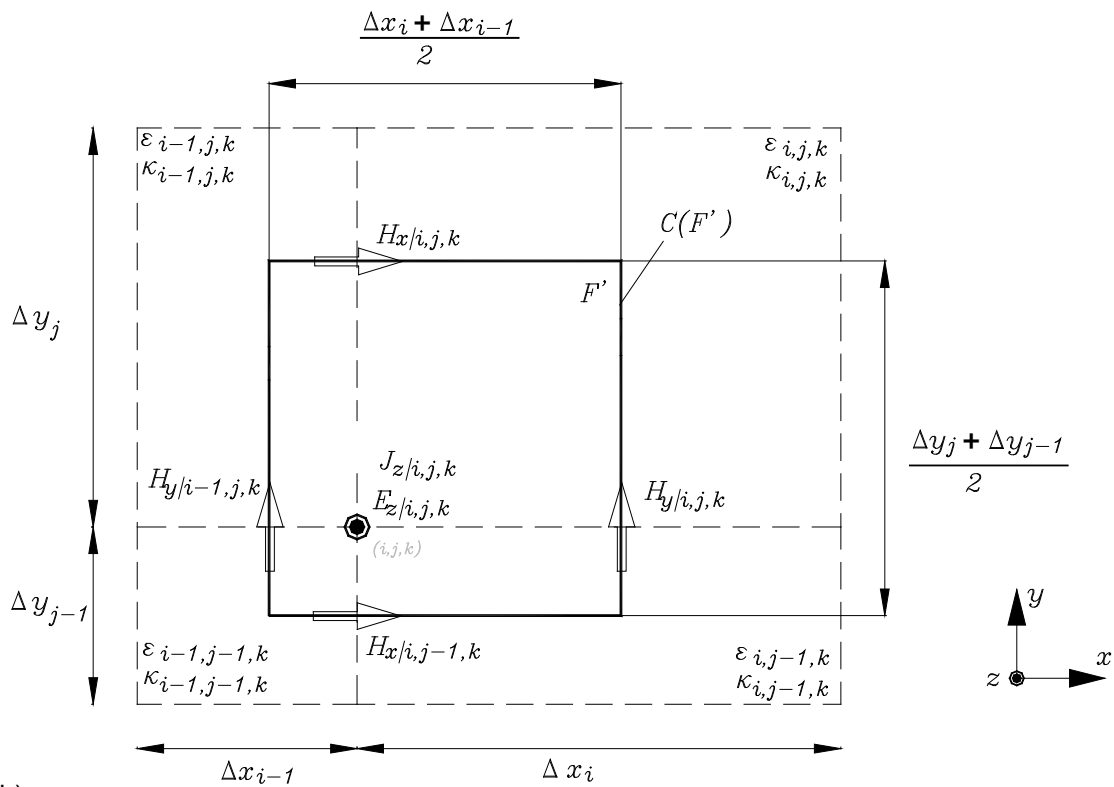 Δx_i + Δx_{i−1}
2
ε_{i−1,j,k}
κ_{i−1,j,k}
ε_{i,j,k}
κ_{i,j,k}
H_{x/i,j,k}
C(F')
F'
Δy_j
Δy_j + Δy_{j−1}
2
J_{z/i,j,k}
E_{z/i,j,k}
H_{y/i−1,j,k}
H_{y/i,j,k}
(i,j,k)
Δy_{j−1}
H_{x/i,j−1,k}
ε_{i−1,j−1,k}
κ_{i−1,j−1,k}
ε_{i,j−1,k}
κ_{i,j−1,k}
y
x
z
Δx_{i−1}
Δx_i